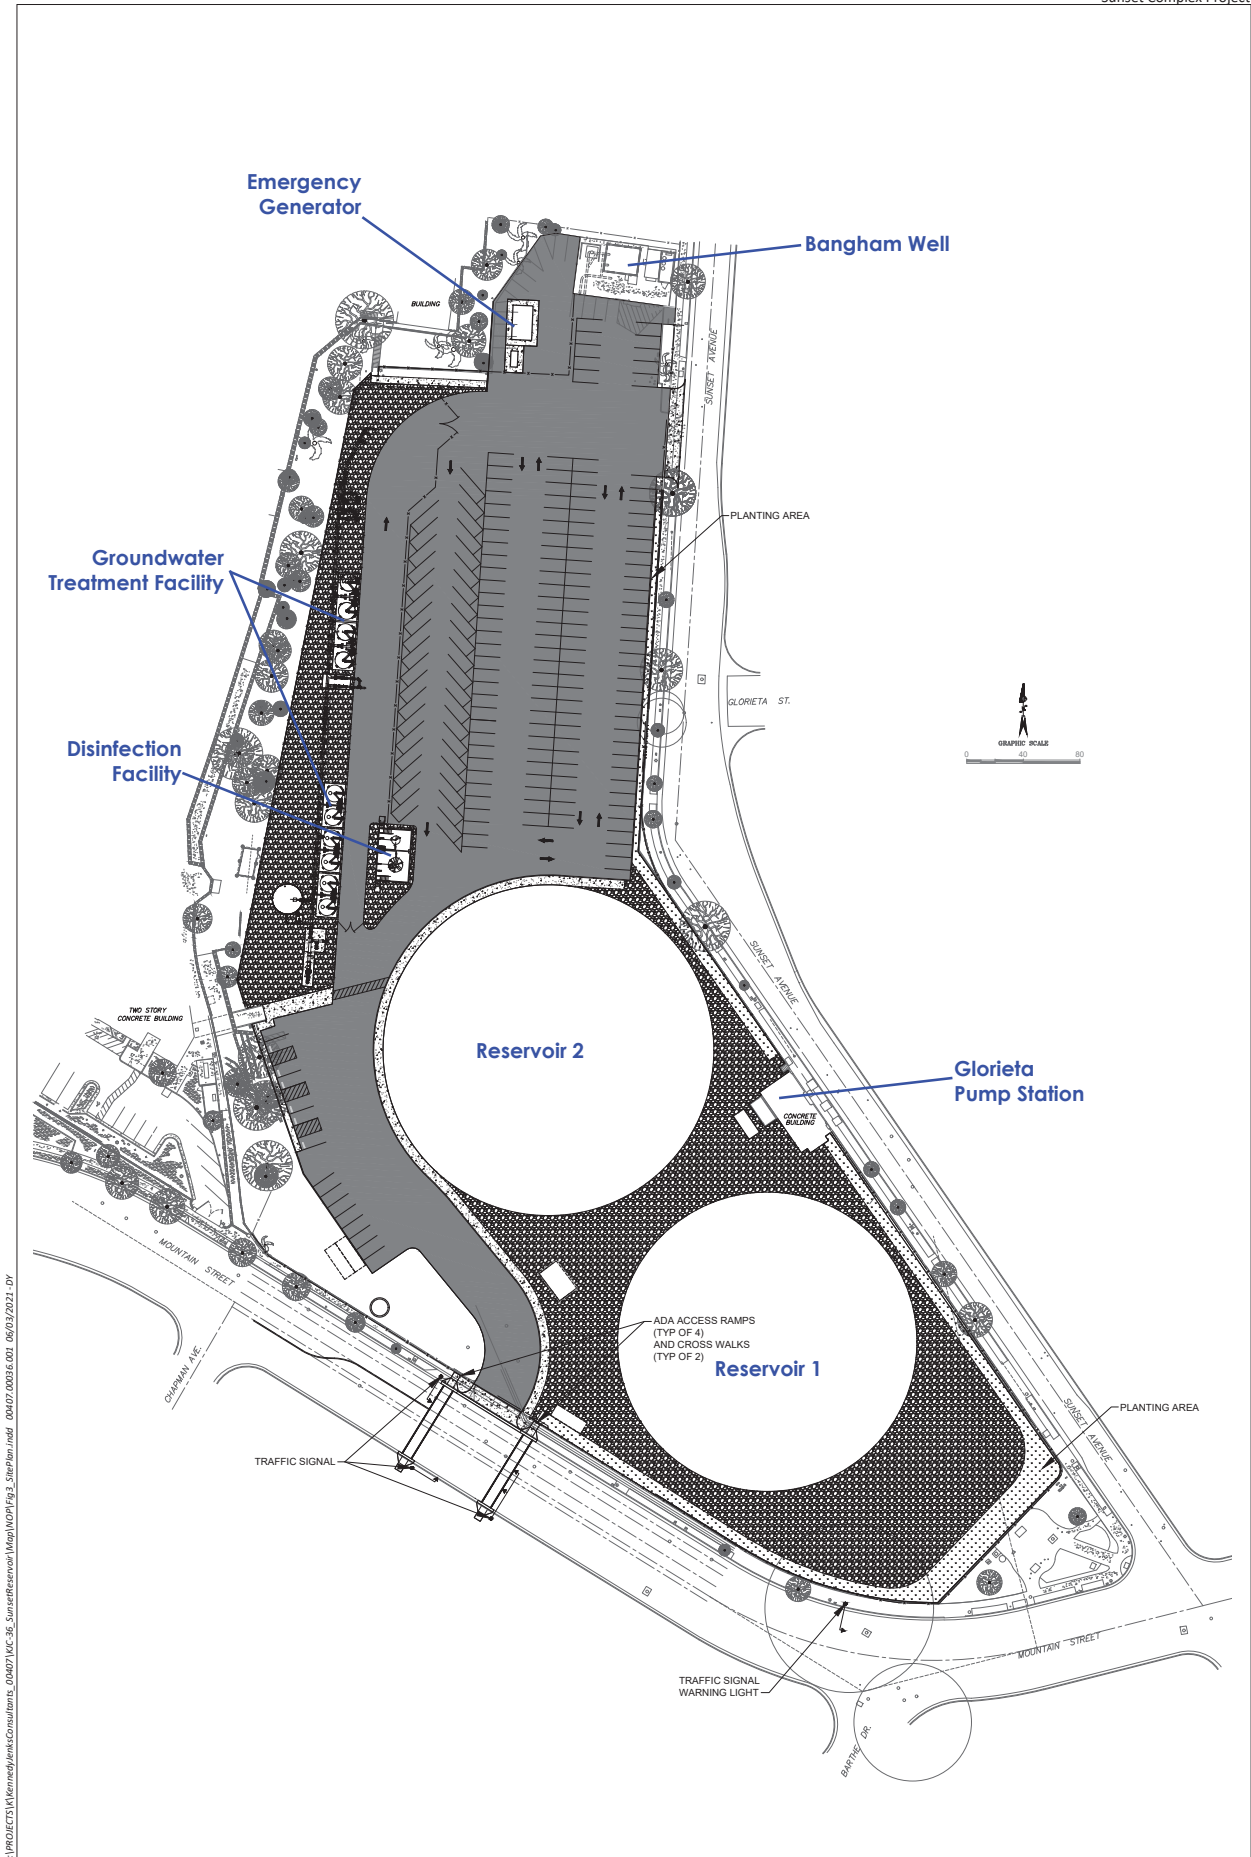 Sunset Complex Project
Emergency
Generator
Bangham Well
BUILDING
SUNSET AVENUE
PLANTING AREA
Groundwater
Treatment Facility
GLORIETA ST.
GRAPHIC SCALE
0 40 80
Disinfection
Facility
SUNSET AVENUE
TWO STORY
CONCRETE BUILDING
Reservoir 2
Glorieta
Pump Station
CONCRETE
BUILDING
MOUNTAIN STREET
CHAPMAN AVE.
ADA ACCESS RAMPS
(TYP OF 4)
AND CROSS WALKS
(TYP OF 2)
Reservoir 1
SUNSET AVENUE
PLANTING AREA
TRAFFIC SIGNAL
MOUNTAIN STREET
TRAFFIC SIGNAL
WARNING LIGHT
BARTHE DR.
:\PROJECTS\K\KennedyJenksConsultants_00407\KJC-36_SunsetReservoir\Map\NOP\Fig3_SitePlan.indd 00407.00036.001 06/03/2021 -DY